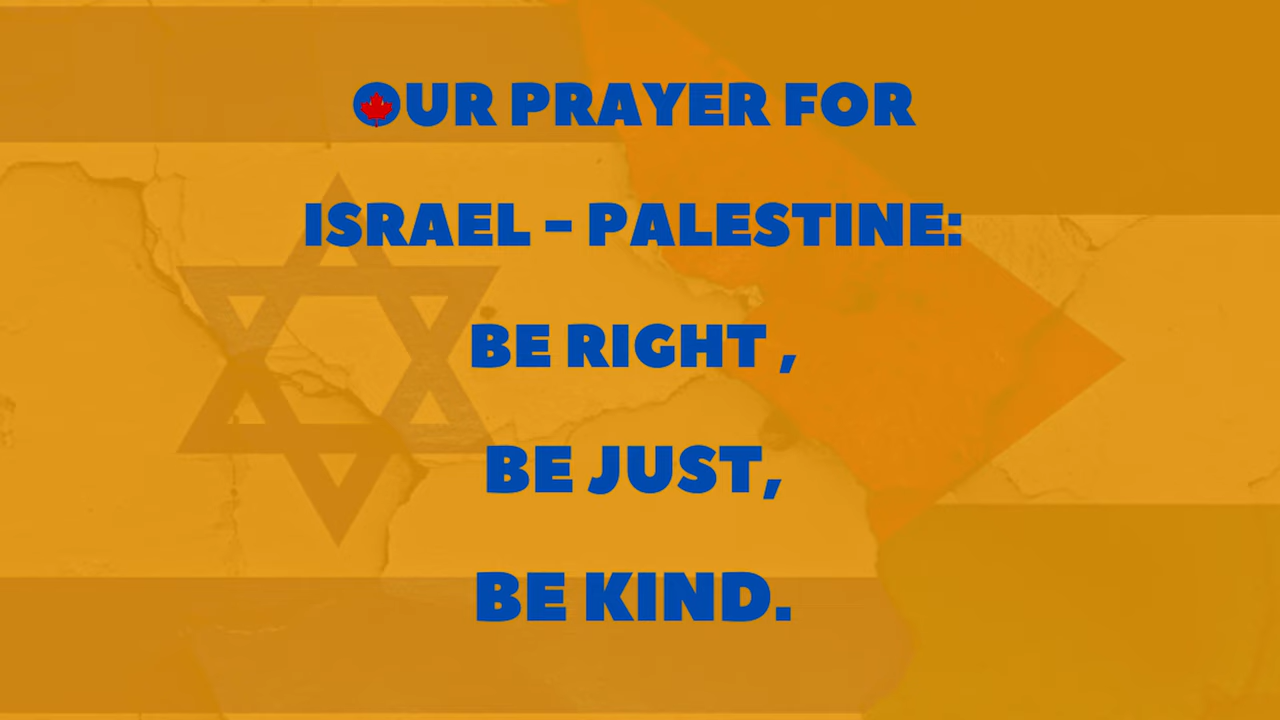 OUR PRAYER FOR
ISRAEL - PALESTINE:
BE RIGHT ,
BE JUST,
BE KIND.